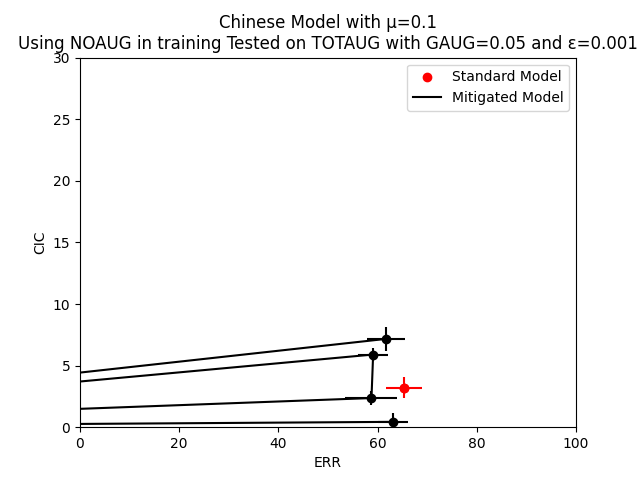 Chinese Model with μ=0.1
Using NOAUG in training Tested on TOTAUG with GAUG=0.05 and ε=0.001
Standard Model
Mitigated Model
30
25
20
15
10
5
0
CIC
0 20 40 60 80 100
ERR